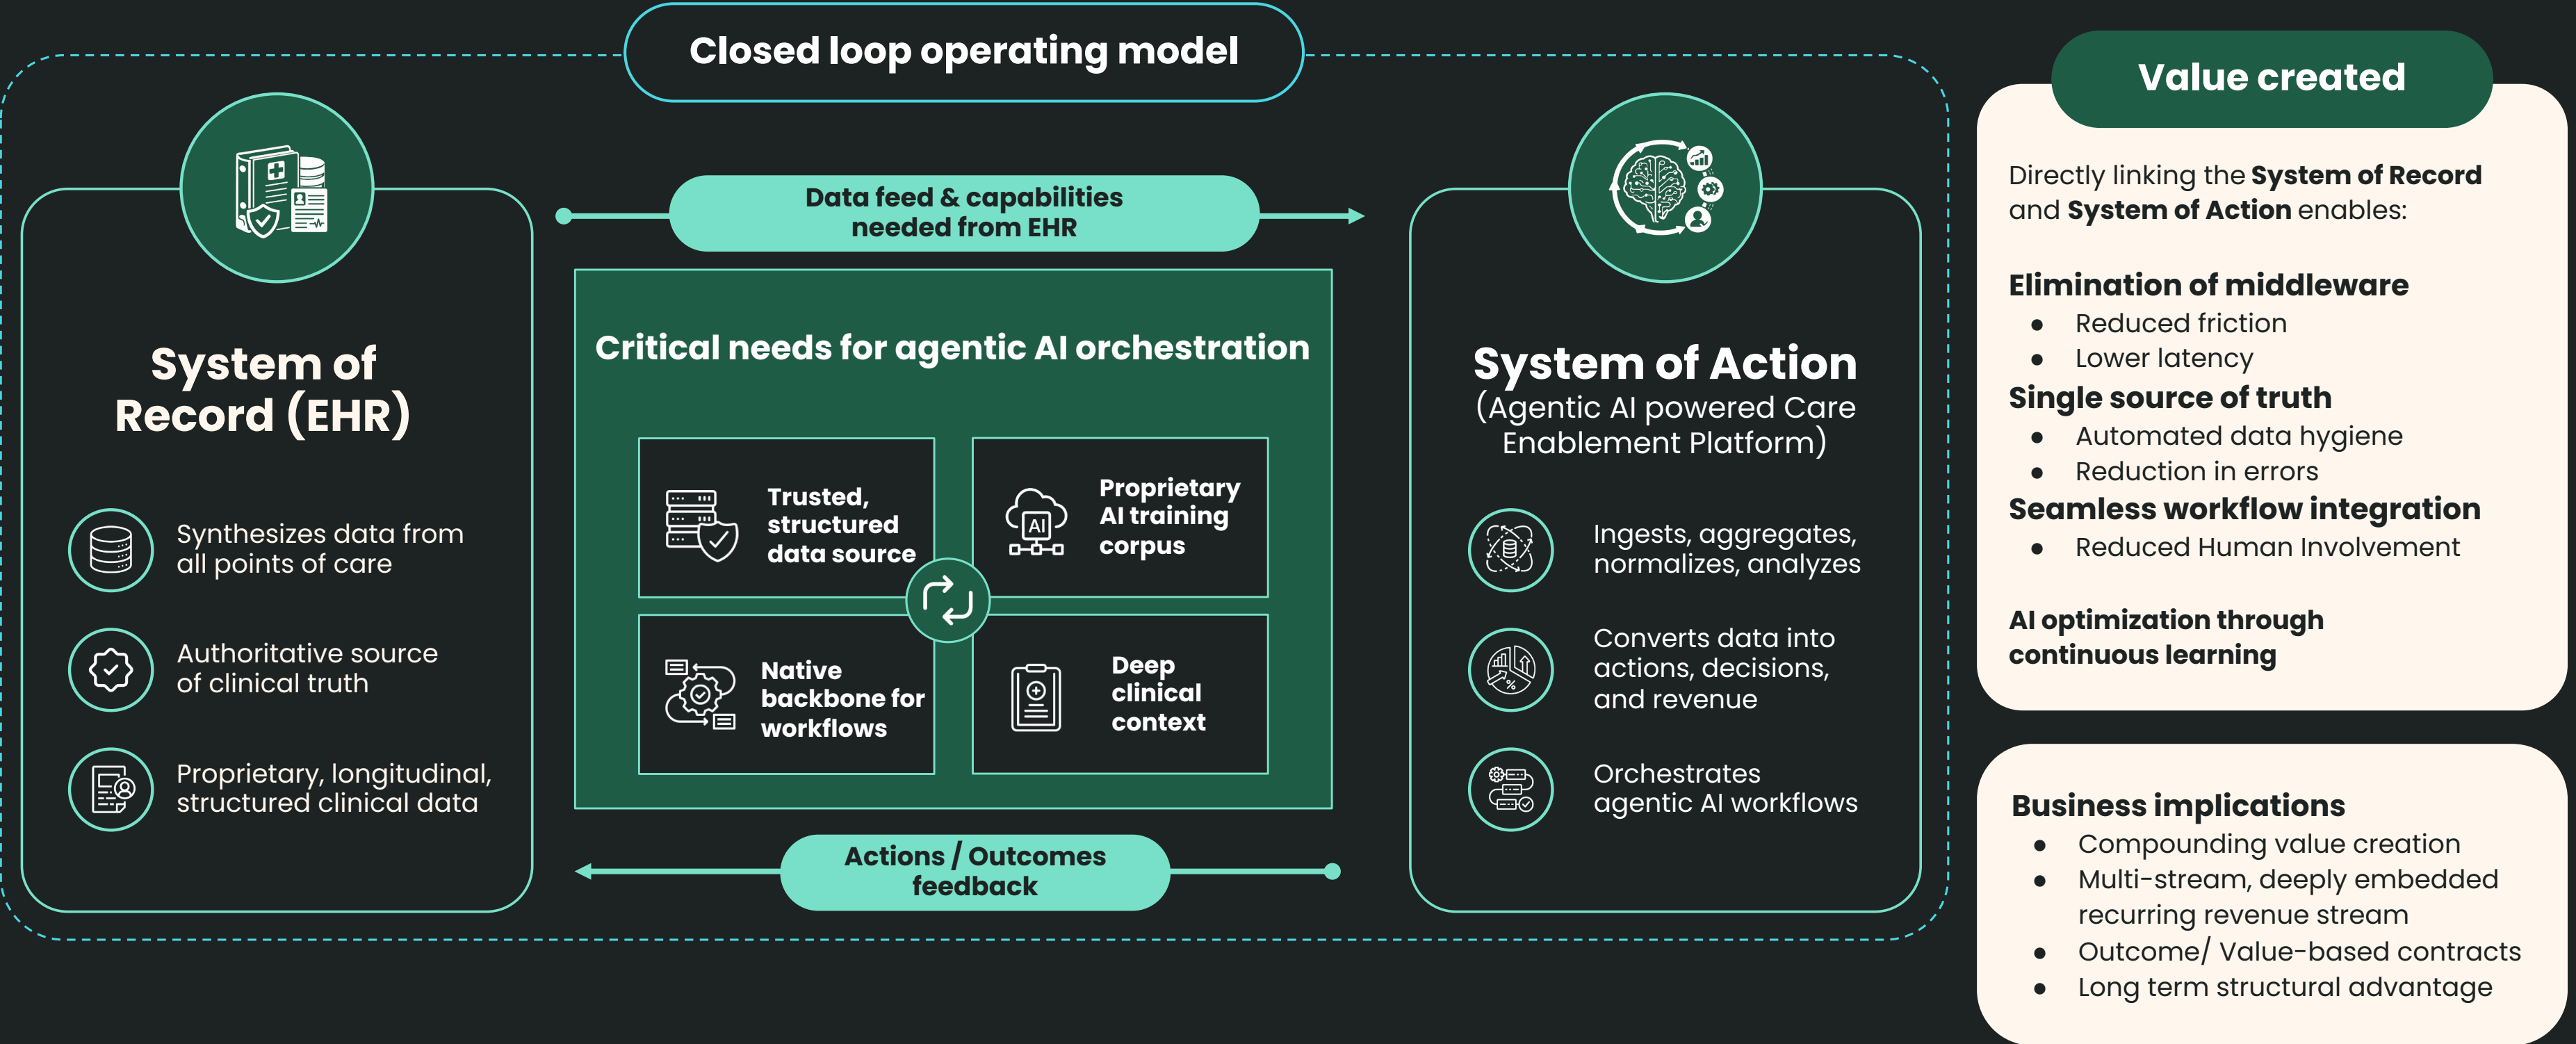 Closed loop operating model
System of
Record (EHR)
Synthesizes data from
all points of care
Authoritative source
of clinical truth
Proprietary, longitudinal,
structured clinical data
Data feed & capabilities
needed from EHR
Critical needs for agentic AI orchestration
Trusted,
structured
data source
AI
Proprietary
AI training
corpus
Native
backbone for
workflows
Deep
clinical
context
Actions / Outcomes
feedback
System of Action
(Agentic AI powered Care
Enablement Platform)
Ingests, aggregates,
normalizes, analyzes
%
Converts data into
actions, decisions,
and revenue
Orchestrates
agentic AI workflows
Value created
Directly linking the System of Record
and System of Action enables:
Elimination of middleware
● Reduced friction
● Lower latency
Single source of truth
● Automated data hygiene
● Reduction in errors
Seamless workflow integration
● Reduced Human Involvement
AI optimization through
continuous learning
Business implications
● Compounding value creation
● Multi-stream, deeply embedded
recurring revenue stream
● Outcome/ Value-based contracts
● Long term structural advantage